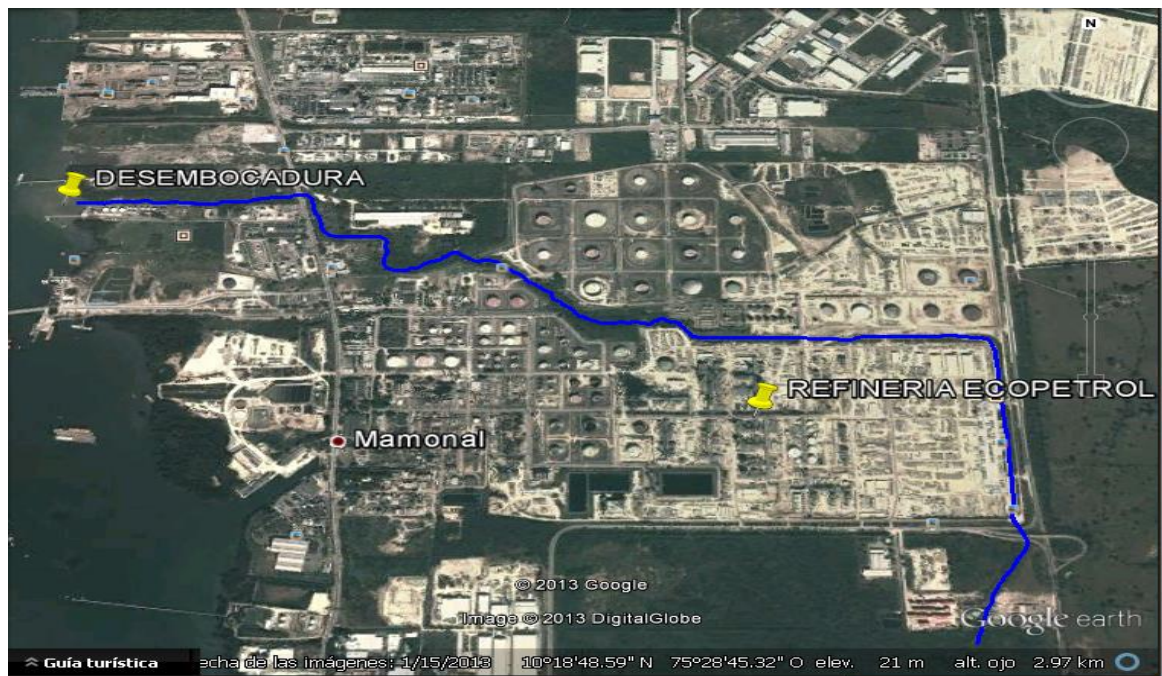 N
DESEMBOCADURA
REFINERIA ECOPETROL
Mamonal
© 2013 Google
Image © 2013 DigitalGlobe
Google earth
Guía turística
echa de las imágenes: 1/15/2013 10°18'48.59" N 75°28'45.32" O elev. 21 m alt. ojo 2.97 km